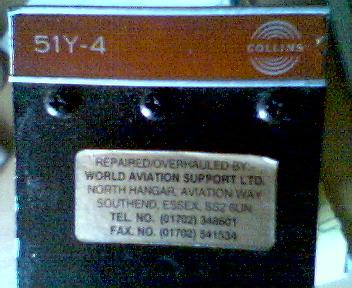 51Y-4
COLLINS
REPAIRED/OVERHAULED BY
WORLD AVIATION SUPPORT LTD.
NORTH HANGAR, AVIATION WAY
SOUTHEND, ESSEX, SS2 6UN
TEL. NO. (01702) 348601
FAX. NO. (01702) 541534